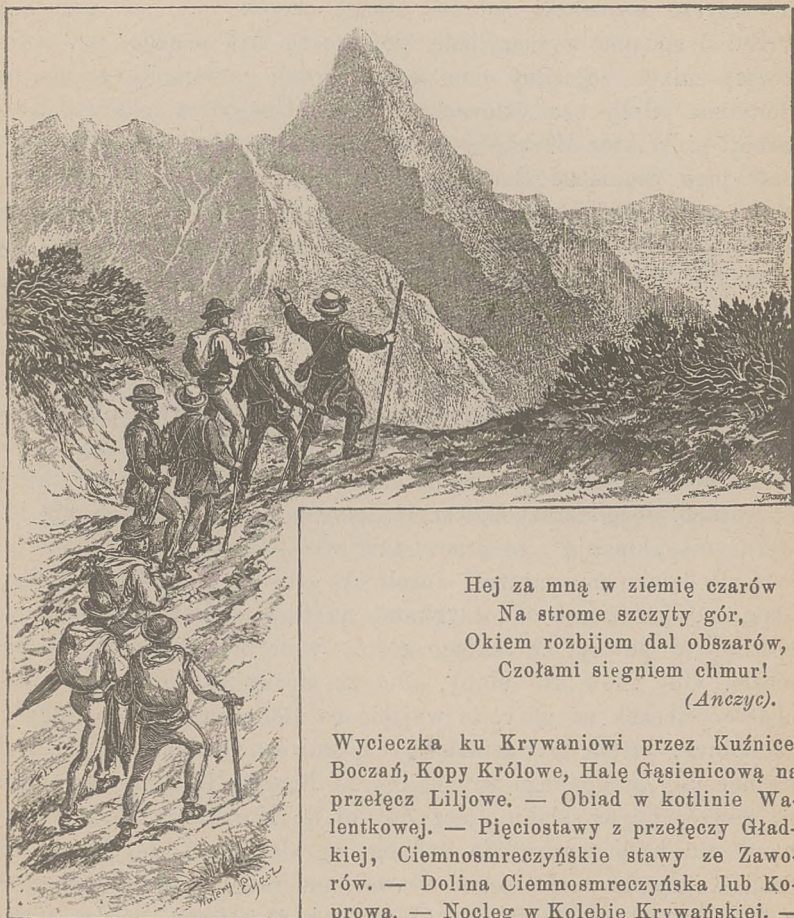 Hej za mną w ziemię czarów
Na strome szczyty gór,
Okiem rozbijem dal obszarów,
Czołami sięgniem chmur!
(Anczyc).
Wycieczka ku Krywaniowi przez Kuźnice
Boczań, Kopy Królowe, Halę Gąsienicową na
przełęcz Liljowe. — Obiad w kotlinie Wa-
lentkowej. — Pięciostawy z przełęczy Gład-
kiej, Ciemnosmreczyńskie stawy ze Zawo-
rów. — Dolina Ciemnosmreczyńska lub Ko-
prowa. — Nocleg w Kolebie Krywańskiej. —
Walery Eljasz